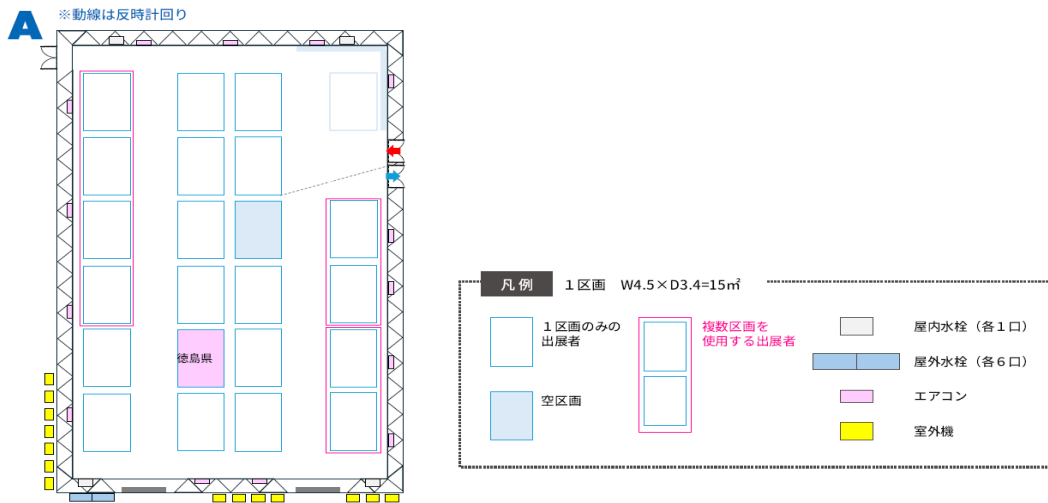 A
※動線は反時計回り
徳島県
凡例
１区画 W4.5×D3.4=15㎡
１区画のみの
出展者
空区画
複数区画を
使用する出展者
屋内水栓（各１口）
屋外水栓（各６口）
エアコン
室外機